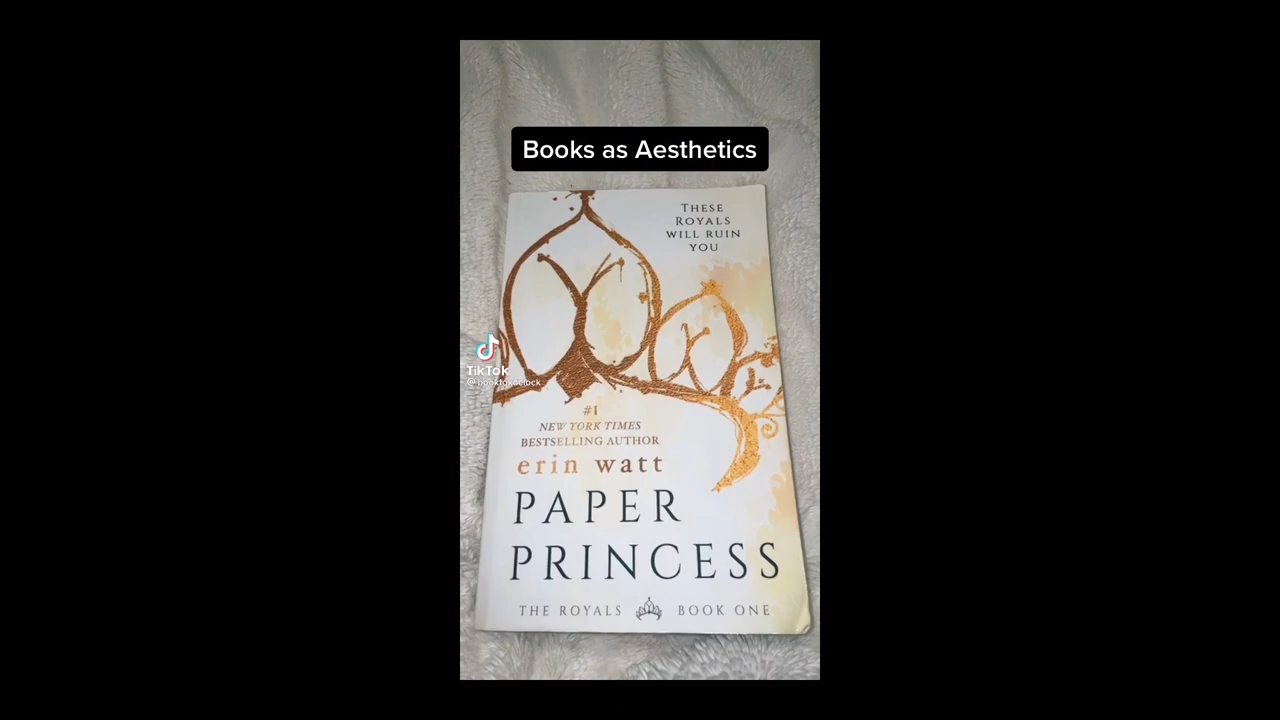 Books as Aesthetics
THESE
ROYALS
WILL RUIN
YOU
TikTok
@booktokoclock
#1
NEW YORK TIMES
BESTSELLING AUTHOR
erin watt
PAPER
PRINCESS
THE ROYALS BOOK ONE